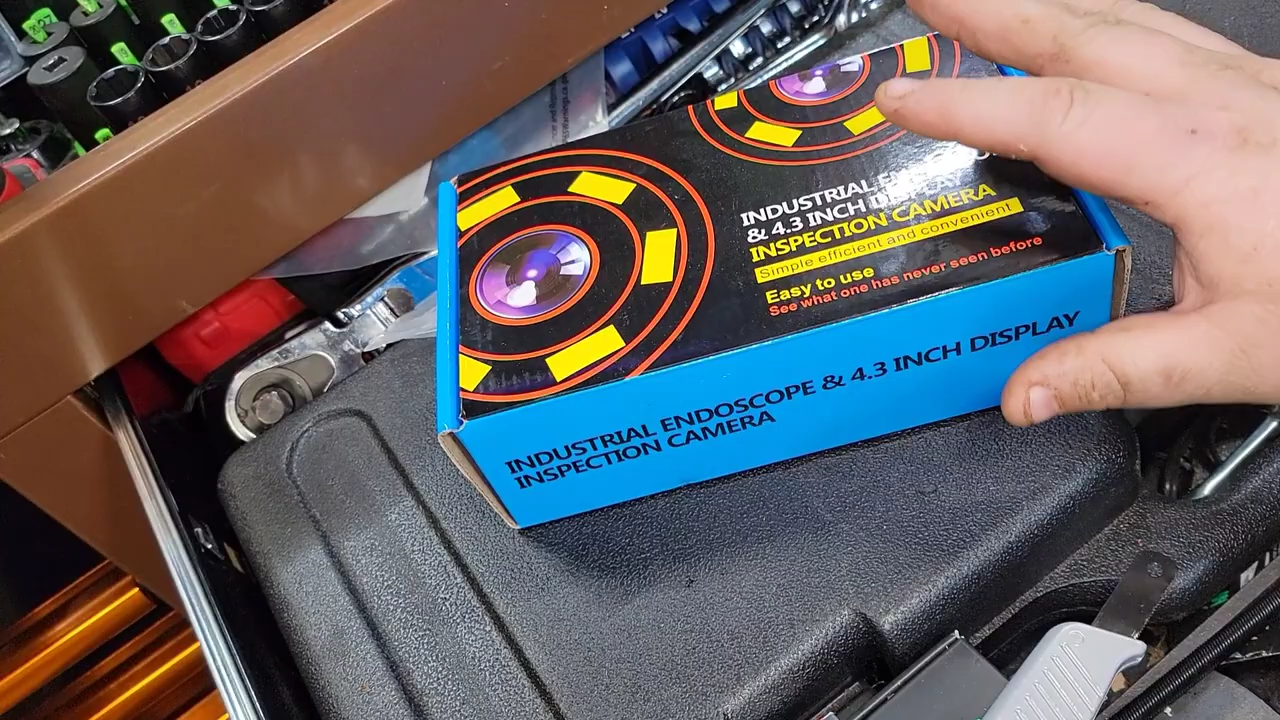 INDUSTRIAL
& 4.3 INCH DISPLAY
INSPECTION CAMERA
Simple efficient and convenient
Easy to use
See what one has never seen before
INDUSTRIAL ENDOSCOPE & 4.3 INCH DISPLAY
INSPECTION CAMERA